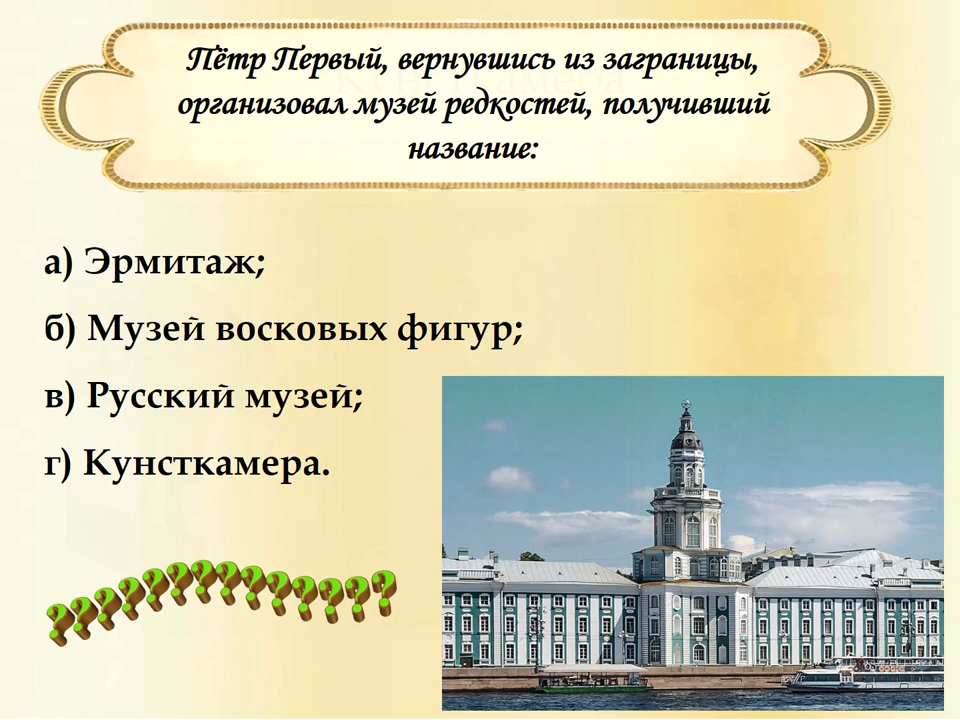 Пётр Первый, вернувшись из заграницы,
организовал музей редкостей, получивший
название:
а) Эрмитаж;
б) Музей восковых фигур;
в) Русский музей;
г) Кунсткамера.
????????????????